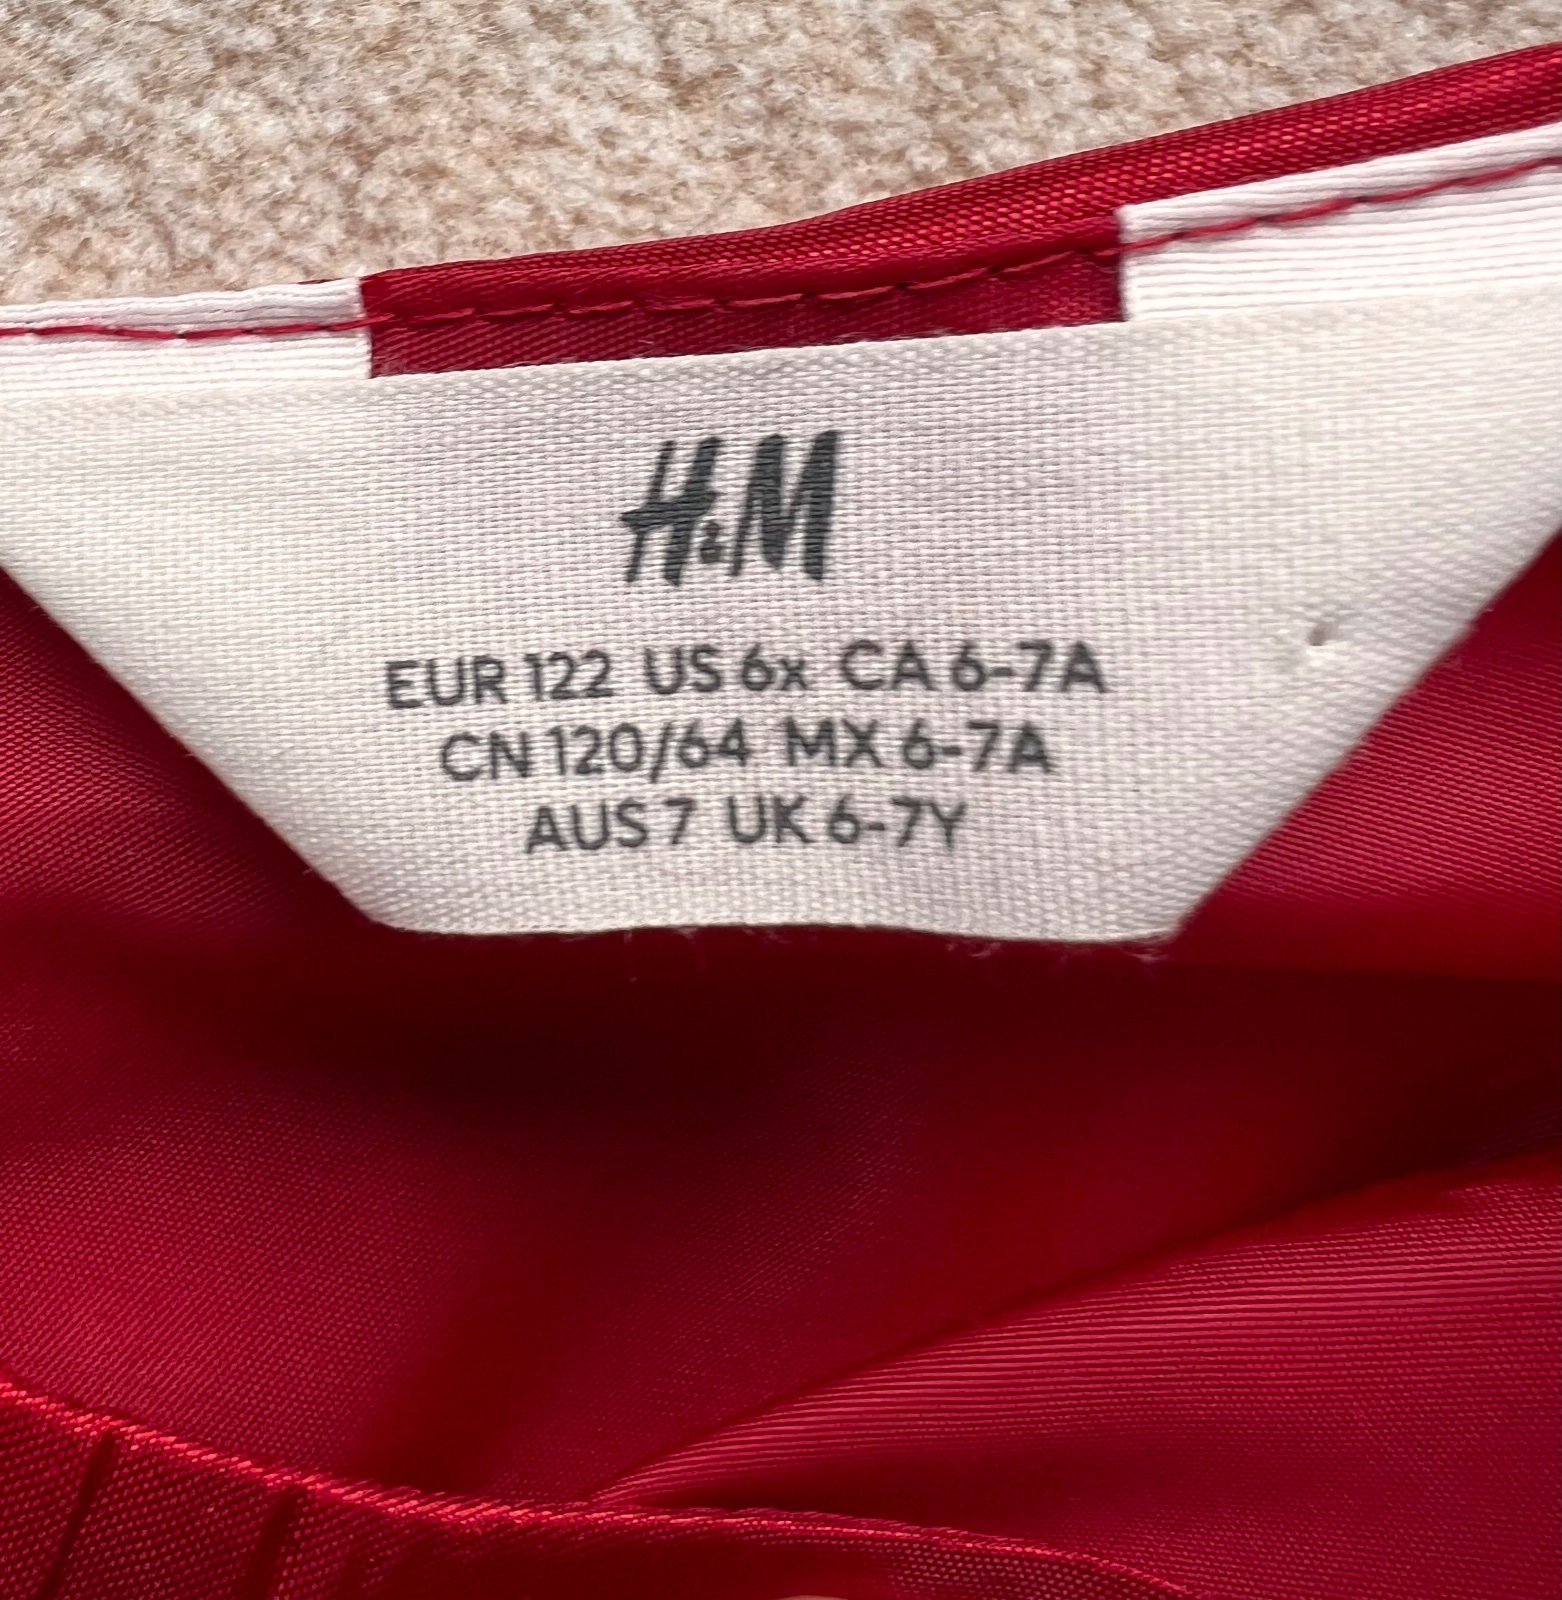 H&M
EUR 122 US 6x CA 6-7A
CN 120/64 MX 6-7A
AUS 7 UK 6-7Y